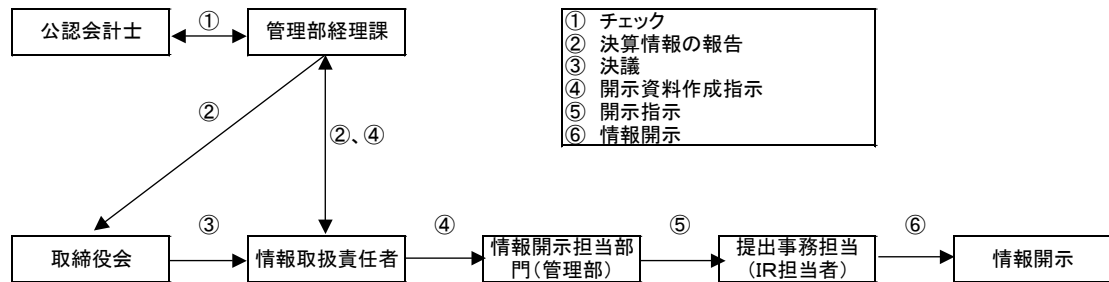 公認会計士
①
管理部経理課
① チェック
② 決算情報の報告
③ 決議
④ 開示資料作成指示
⑤ 開示指示
⑥ 情報開示
②
②、④
取締役会
③
情報取扱責任者
④
情報開示担当部
門(管理部)
⑤
提出事務担当
(IR担当者)
⑥
情報開示